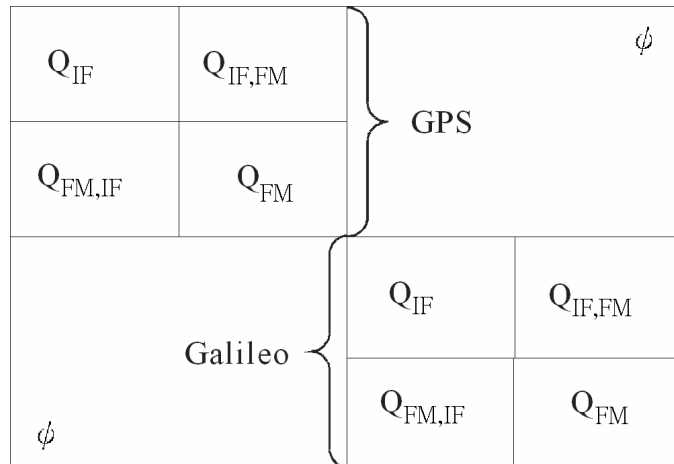 Q_IF Q_IF,FM ϕ
GPS
Q_FM,IF Q_FM
Q_IF Q_IF,FM
Galileo
Q_FM,IF Q_FM
ϕ